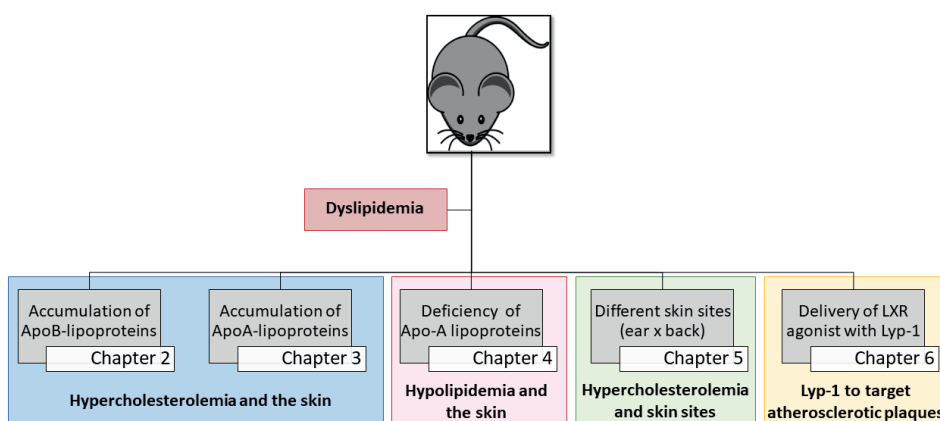 Dyslipidemia
Accumulation of
ApoB-lipoproteins
Chapter 2
Accumulation of
ApoA-lipoproteins
Chapter 3
Hypercholesterolemia and the skin
Deficiency of
Apo-A lipoproteins
Chapter 4
Hypolipidemia and
the skin
Different skin sites
(ear x back)
Chapter 5
Hypercholesterolemia
and skin sites
Delivery of LXR
agonist with Lyp-1
Chapter 6
Lyp-1 to target
atherosclerotic plaques